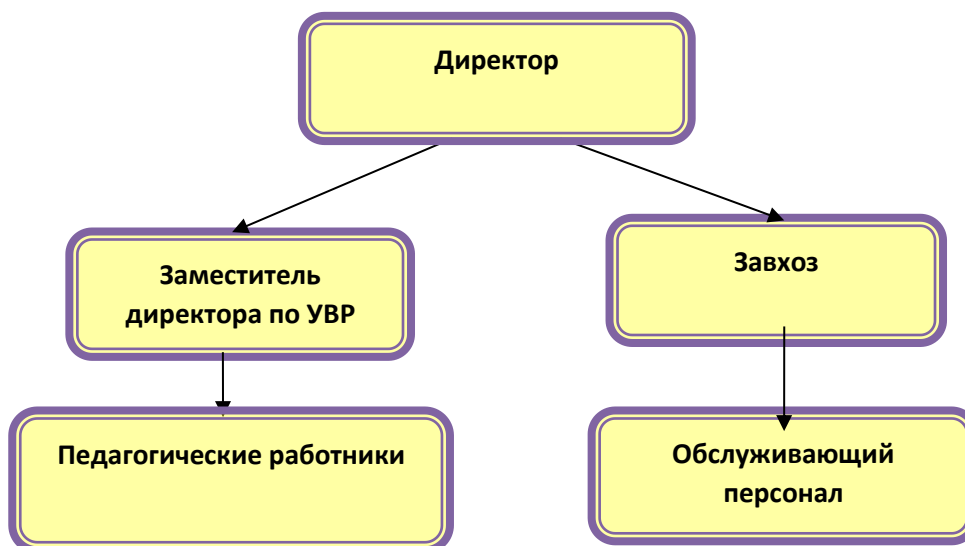 Директор
Заместитель
директора по УВР
Завхоз
Педагогические работники
Обслуживающий
персонал